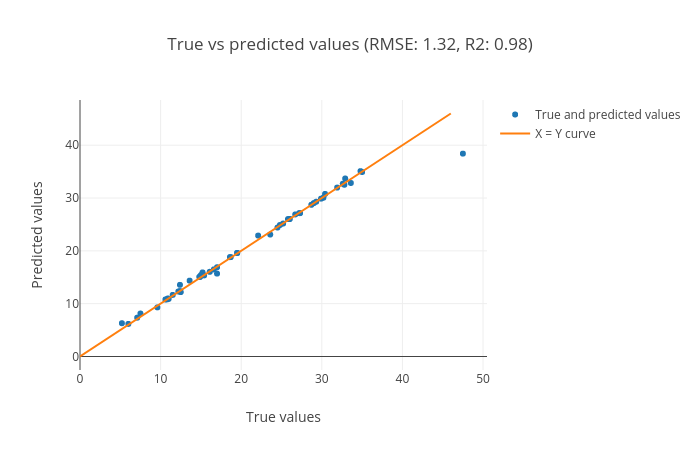 True vs predicted values (RMSE: 1.32, R2: 0.98)
True and predicted values
X = Y curve
Predicted values
40
30
20
10
0
0 10 20 30 40 50
True values